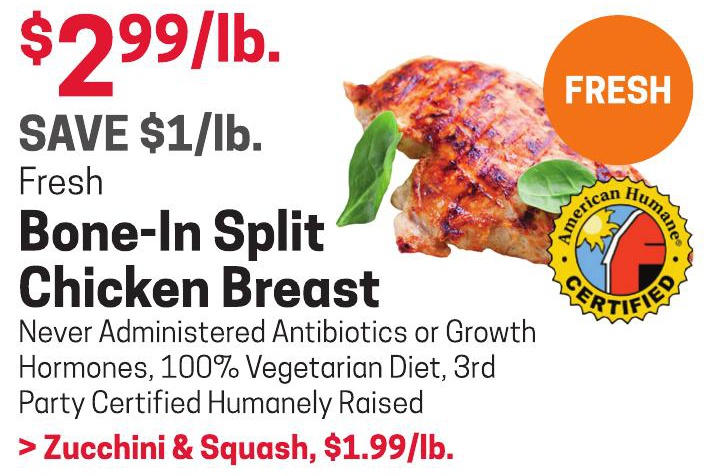 $2.99/lb.
SAVE $1/lb.
Fresh
Bone-In Split
Chicken Breast
Never Administered Antibiotics or Growth
Hormones, 100% Vegetarian Diet, 3rd
Party Certified Humanely Raised
> Zucchini & Squash, $1.99/lb.
FRESH
American Humane®
CERTIFIED